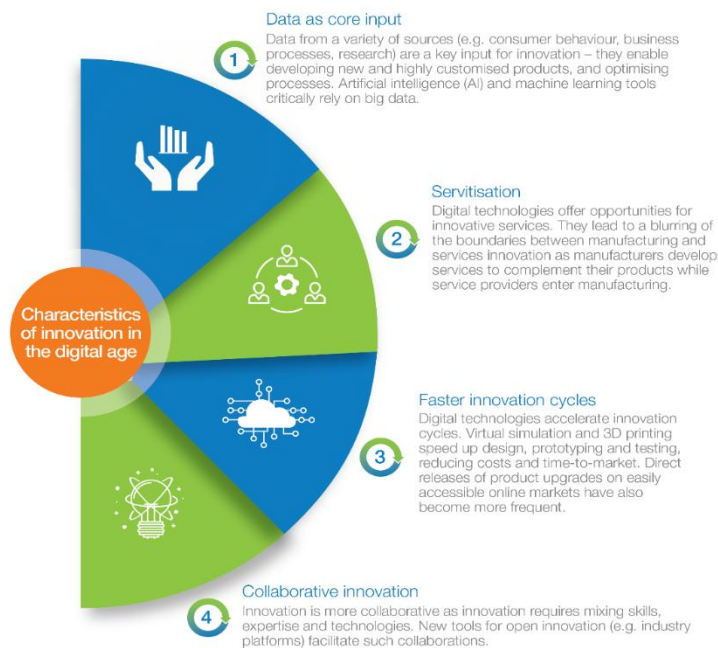 Data as core input
Data from a variety of sources (e.g. consumer behaviour, business
processes, research) are a key input for innovation – they enable
developing new and highly customised products, and optimising
processes. Artificial intelligence (AI) and machine learning tools
critically rely on big data.
1
Servitisation
Digital technologies offer opportunities for
innovative services. They lead to a blurring of
the boundaries between manufacturing and
services innovation as manufacturers develop
services to complement their products while
service providers enter manufacturing.
2
Characteristics
of innovation in
the digital age
Faster innovation cycles
Digital technologies accelerate innovation
cycles. Virtual simulation and 3D printing
speed up design, prototyping and testing,
reducing costs and time-to-market. Direct
releases of product upgrades on easily
accessible online markets have also
become more frequent.
3
Collaborative innovation
Innovation is more collaborative as innovation requires mixing skills,
expertise and technologies. New tools for open innovation (e.g. industry
platforms) facilitate such collaborations.
4